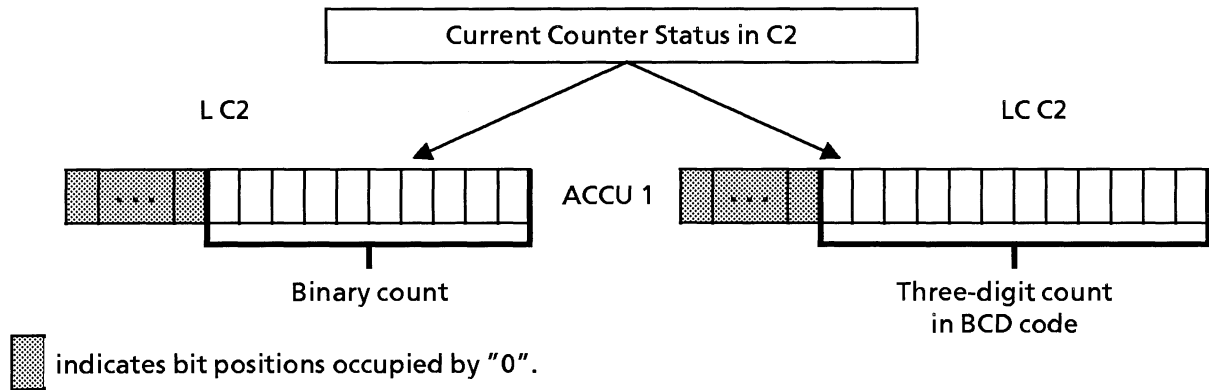 Current Counter Status in C2
L C2
LC C2
...
ACCU 1
...
Binary count
Three-digit count
in BCD code
indicates bit positions occupied by "0".